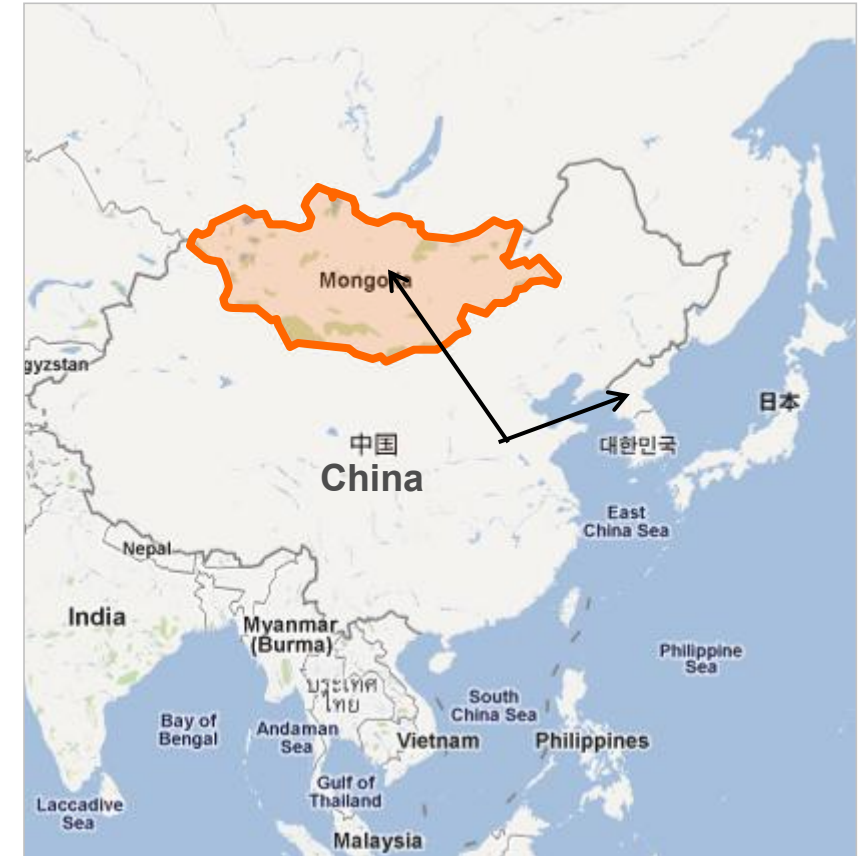 Mongolia
gyzstan
日本
中国
대한민국
China
East
China Sea
Nepal
India
Myanmar
(Burma)
Philippine
Sea
ประเทศ
ไทย
South
China Sea
Bay of
Bengal
Andaman
Sea
Vietnam
Philippines
Gulf of
Thailand
Laccadive
Sea
Malaysia